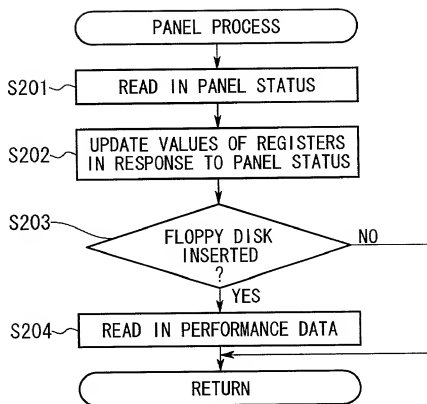 PANEL PROCESS
S201
READ IN PANEL STATUS
S202
UPDATE VALUES OF REGISTERS
IN RESPONSE TO PANEL STATUS
S203
FLOPPY DISK
INSERTED
?
NO
YES
S204
READ IN PERFORMANCE DATA
RETURN